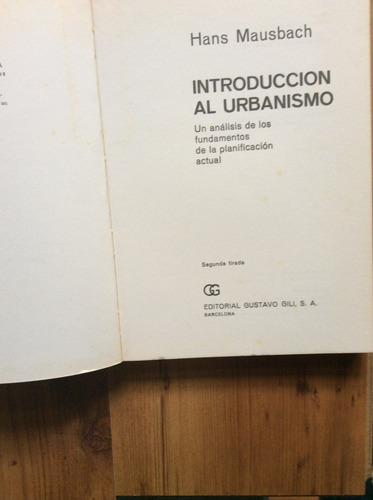 Hans Mausbach
INTRODUCCION
AL URBANISMO
Un análisis de los
fundamentos
de la planificación
actual
Segunda tirada
GG
EDITORIAL GUSTAVO GILI, S. A.
BARCELONA